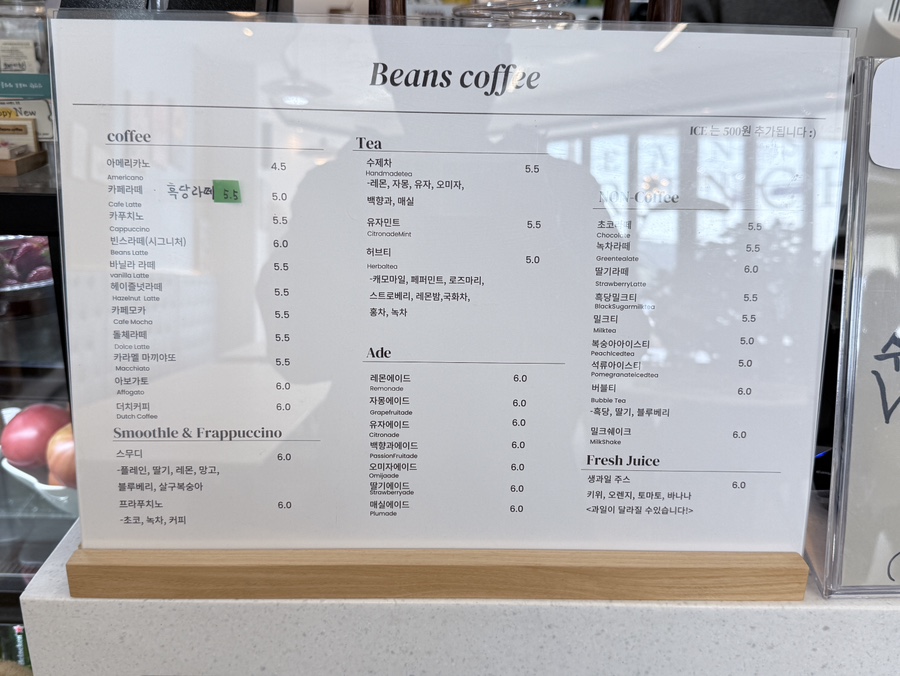 Beans coffee
ICE 는 500원 추가됩니다 :)
coffee
아메리카노 4.5
Americano
카페라떼 5.0
흑당라떼 5.5
Cafe Latte
카푸치노 5.5
Cappuccino
빈스라떼(시그니처) 6.0
Beans Latte
바닐라 라떼 5.5
vanilla Latte
헤이즐넛라떼 5.5
Hazelnut Latte
카페모카 5.5
Cafe Mocha
돌체라떼 5.5
Dolce Latte
카라멜 마끼야또 5.5
Macchiato
아보가토 6.0
Affogato
더치커피 6.0
Dutch Coffee
Smoothle & Frappuccino
스무디 6.0
-플레인, 딸기, 레몬, 망고,
블루베리, 살구복숭아
프라푸치노 6.0
-초코, 녹차, 커피
Tea
수제차 5.5
Handmadetea
-레몬, 자몽, 유자, 오미자,
백향과, 매실
유자민트 5.5
CitronadeMint
허브티 5.0
Herbaltea
-캐모마일, 페퍼민트, 로즈마리,
스트로베리, 레몬밤,국화차,
홍차, 녹차
Ade
레몬에이드 6.0
Remonade
자몽에이드 6.0
Grapefruitade
유자에이드 6.0
Citronade
백향과에이드 6.0
PassionFruitade
오미자에이드 6.0
Omijaade
딸기에이드 6.0
Strawberryade
매실에이드 6.0
Plumade
NON-Coffee
초코라떼 5.5
Chocolate
녹차라떼 5.5
Greentealate
딸기라떼 6.0
StrawberryLatte
흑당밀크티 5.5
BlackSugarmilktea
밀크티 5.5
Milktea
복숭아아이스티 5.0
PeachIcedtea
석류아이스티 5.0
PomegranateIcedtea
버블티 6.0
Bubble Tea
-흑당, 딸기, 블루베리
밀크쉐이크 6.0
MilkShake
Fresh Juice
생과일 주스 6.0
키위, 오렌지, 토마토, 바나나
<과일이 달라질 수있습니다!>